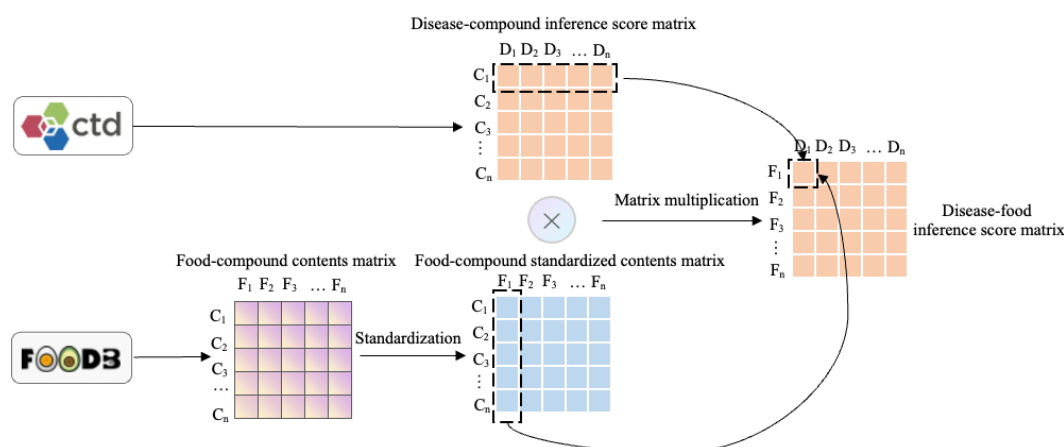 Disease-compound inference score matrix
D1 D2 D3 … Dn
C1
C2
C3
⋮
Cn
ctd
D1 D2 D3 … Dn
F1
F2
F3
⋮
Fn
Matrix multiplication
×
Disease-food
inference score matrix
Food-compound contents matrix
F1 F2 F3 … Fn
C1
C2
C3
…
Cn
Standardization
Food-compound standardized contents matrix
F1 F2 F3 … Fn
C1
C2
C3
⋮
Cn
FOODB